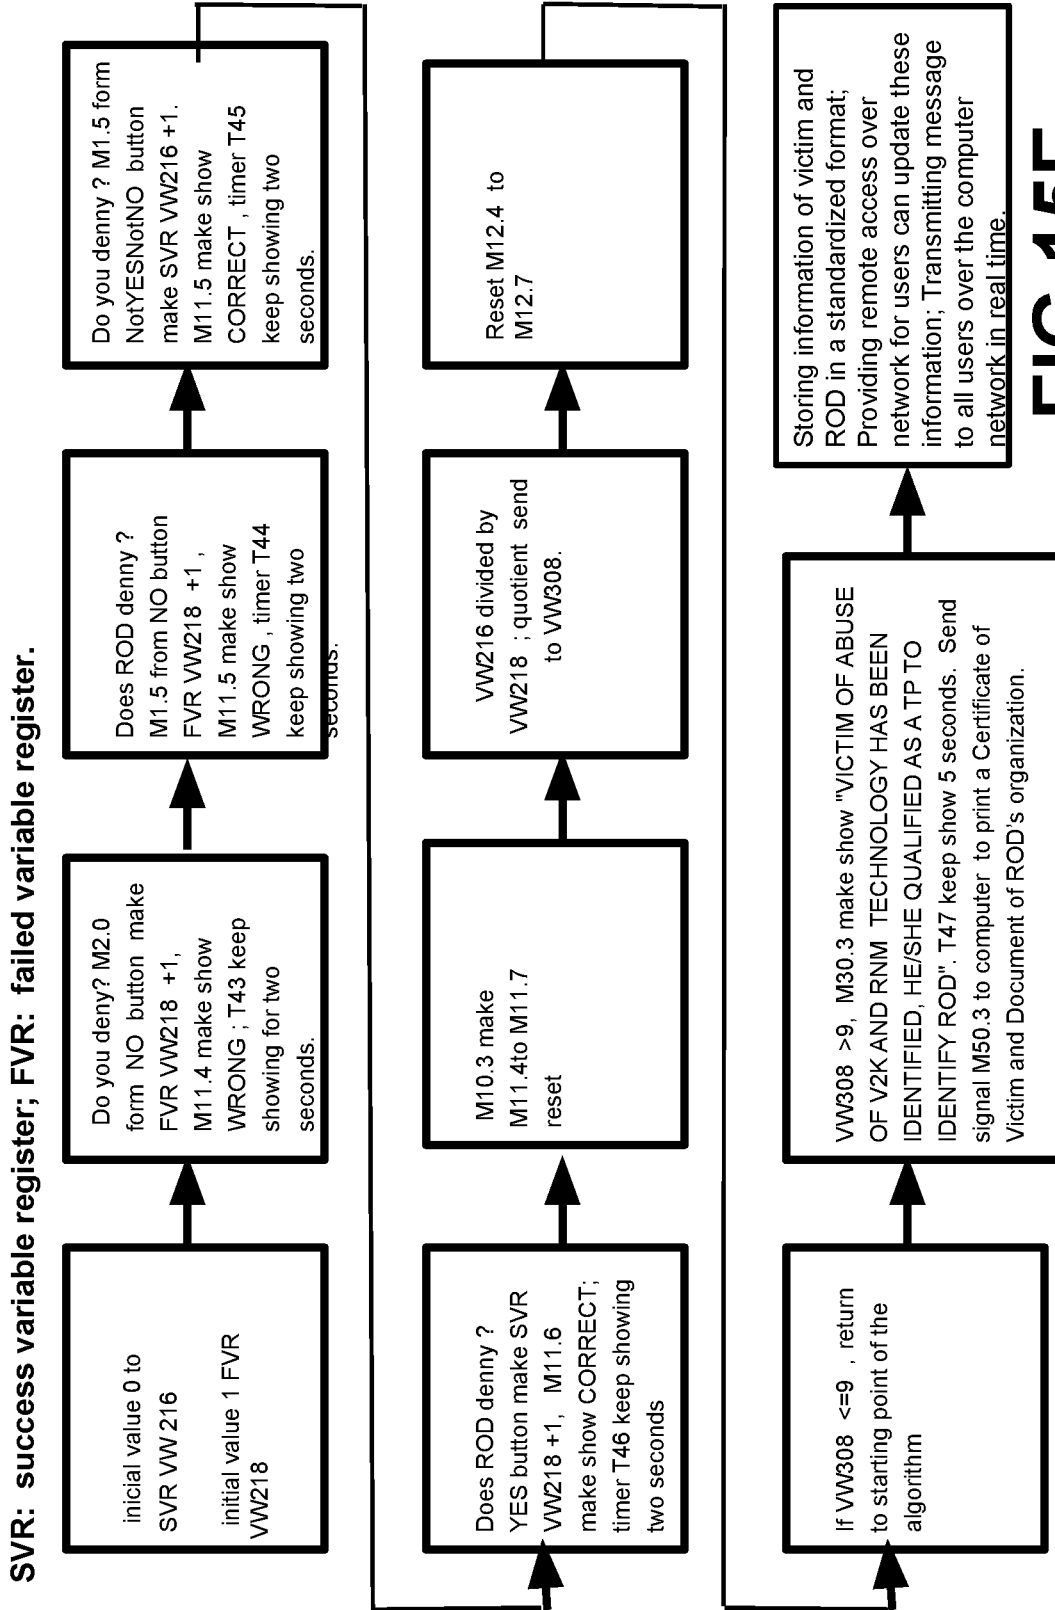 SVR: success variable register; FVR: failed variable register.
inicial value 0 to
SVR VW 216
initial value 1 FVR
VW218
Do you deny? M2.0
form NO button make
FVR VW218 +1,
M11.4 make show
WRONG ; T43 keep
showing for two
seconds.
Does ROD denny ?
M1.5 from NO button
FVR VW218 +1 ,
M11.5 make show
WRONG , timer T44
keep showing two
seconds.
Do you denny ? M1.5 form
NotYESNotNO button
make SVR VW216 +1.
M11.5 make show
CORRECT , timer T45
keep showing two
seconds.
Does ROD denny ?
YES button make SVR
VW218 +1, M11.6
make show CORRECT;
timer T46 keep showing
two seconds
M10.3 make
M11.4to M11.7
reset
VW216 divided by
VW218 ; quotient send
to VW308.
Reset M12.4 to
M12.7
If VW308 <=9 , return
to starting point of the
algorithm
VW308 >9, M30.3 make show "VICTIM OF ABUSE
OF V2K AND RNM TECHNOLOGY HAS BEEN
IDENTIFIED, HE/SHE QUALIFIED AS A TP TO
IDENTIFY ROD". T47 keep show 5 seconds. Send
signal M50.3 to computer to print a Certificate of
Victim and Document of ROD's organization.
Storing information of victim and
ROD in a standardized format;
Providing remote access over
network for users can update these
information; Transmitting message
to all users over the computer
network in real time.